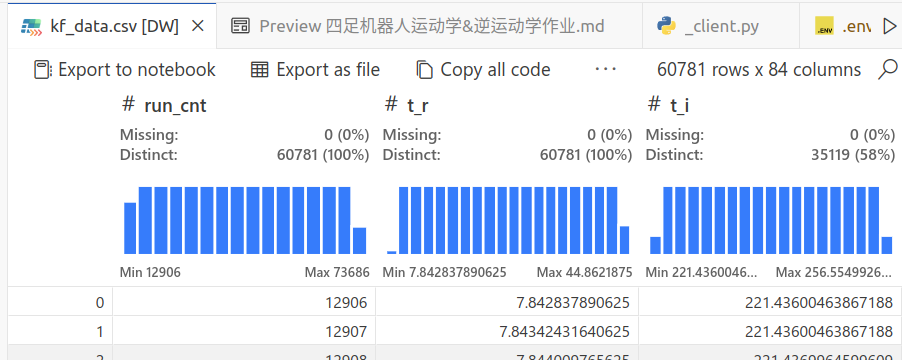 kf_data.csv [DW]
Preview 四足机器人运动学&逆运动学作业.md
_client.py
.ENV
.env
Export to notebook
Export as file
Copy all code
···
60781 rows x 84 columns
# run_cnt
# t_r
# t_i
Missing: 0 (0%)
Missing: 0 (0%)
Missing: 0 (0%)
Distinct: 60781 (100%)
Distinct: 60781 (100%)
Distinct: 35119 (58%)
Min 12906 Max 73686
Min 7.842837890625 Max 44.8621875
Min 221.4360046... Max 256.5549926...
0 12906 7.842837890625 221.43600463867188
1 12907 7.84342431640625 221.43600463867188